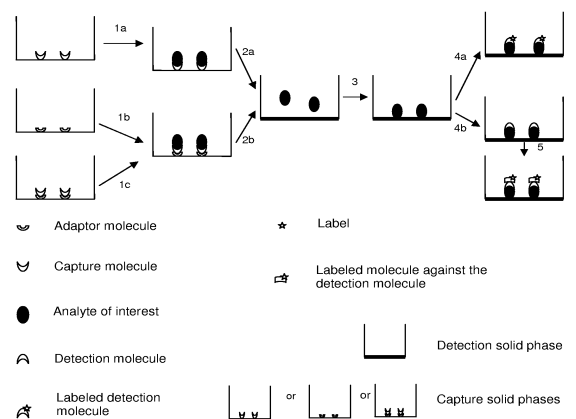 1a
2a
4a
3
1b
2b
4b
5
1c
Adaptor molecule
Label
Capture molecule
Labeled molecule against the
detection molecule
Analyte of interest
Detection solid phase
Detection molecule
Labeled detection
molecule
or
or
Capture solid phases